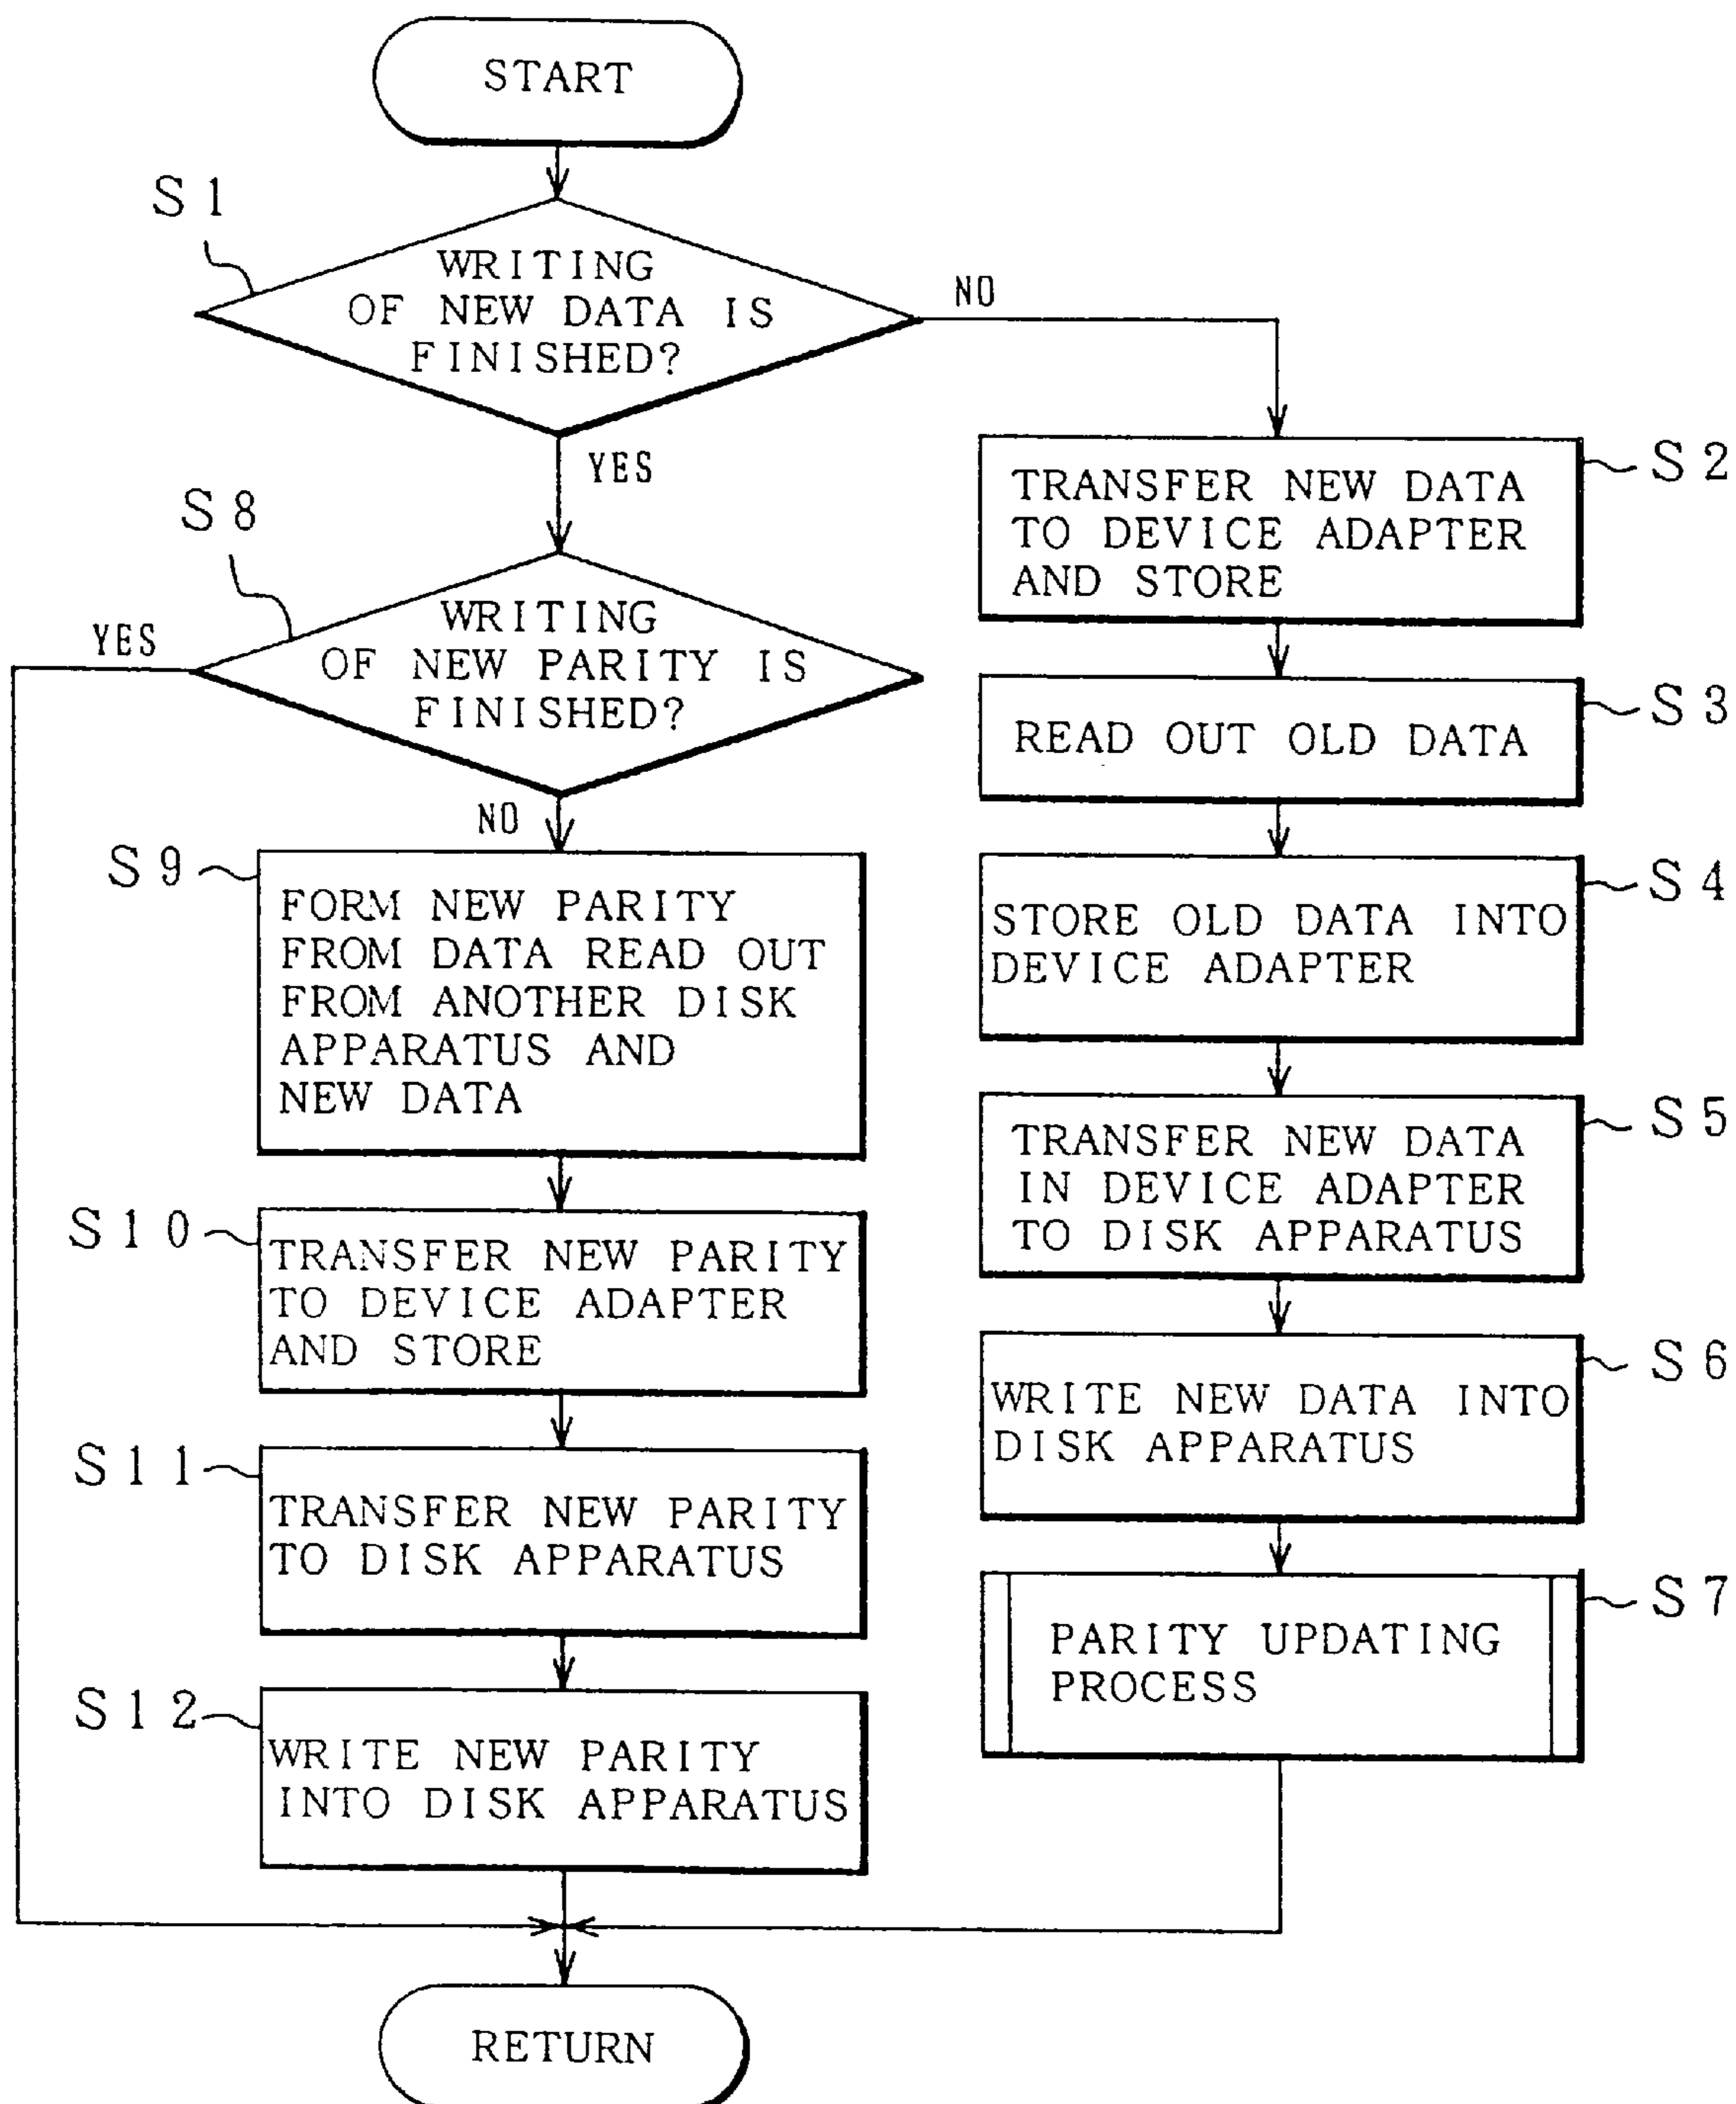 START
S1
WRITING
OF NEW DATA IS
FINISHED?
NO
YES
S2
TRANSFER NEW DATA
TO DEVICE ADAPTER
AND STORE
S3
READ OUT OLD DATA
S4
STORE OLD DATA INTO
DEVICE ADAPTER
S5
TRANSFER NEW DATA
IN DEVICE ADAPTER
TO DISK APPARATUS
S6
WRITE NEW DATA INTO
DISK APPARATUS
S7
PARITY UPDATING
PROCESS
S8
WRITING
OF NEW PARITY IS
FINISHED?
YES
NO
S9
FORM NEW PARITY
FROM DATA READ OUT
FROM ANOTHER DISK
APPARATUS AND
NEW DATA
S10
TRANSFER NEW PARITY
TO DEVICE ADAPTER
AND STORE
S11
TRANSFER NEW PARITY
TO DISK APPARATUS
S12
WRITE NEW PARITY
INTO DISK APPARATUS
RETURN